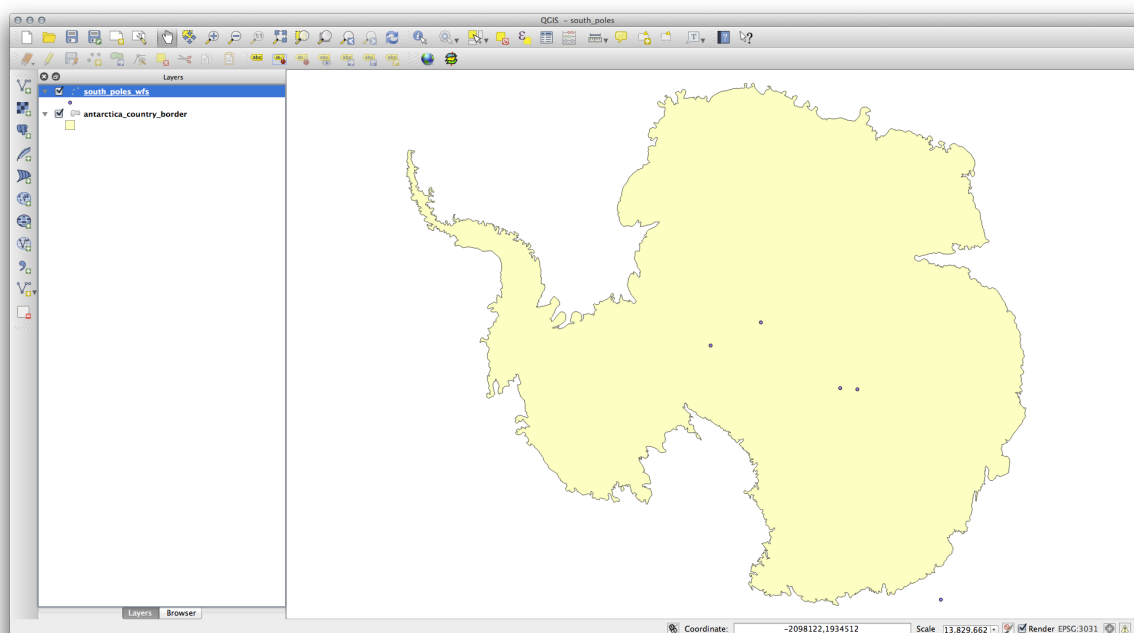 QGIS – south_poles
Layers
south_poles_wfs
antarctica_country_border
Layers
Browser
Coordinate:
-2098122,1934512
Scale
13,829,662
Render
EPSG:3031